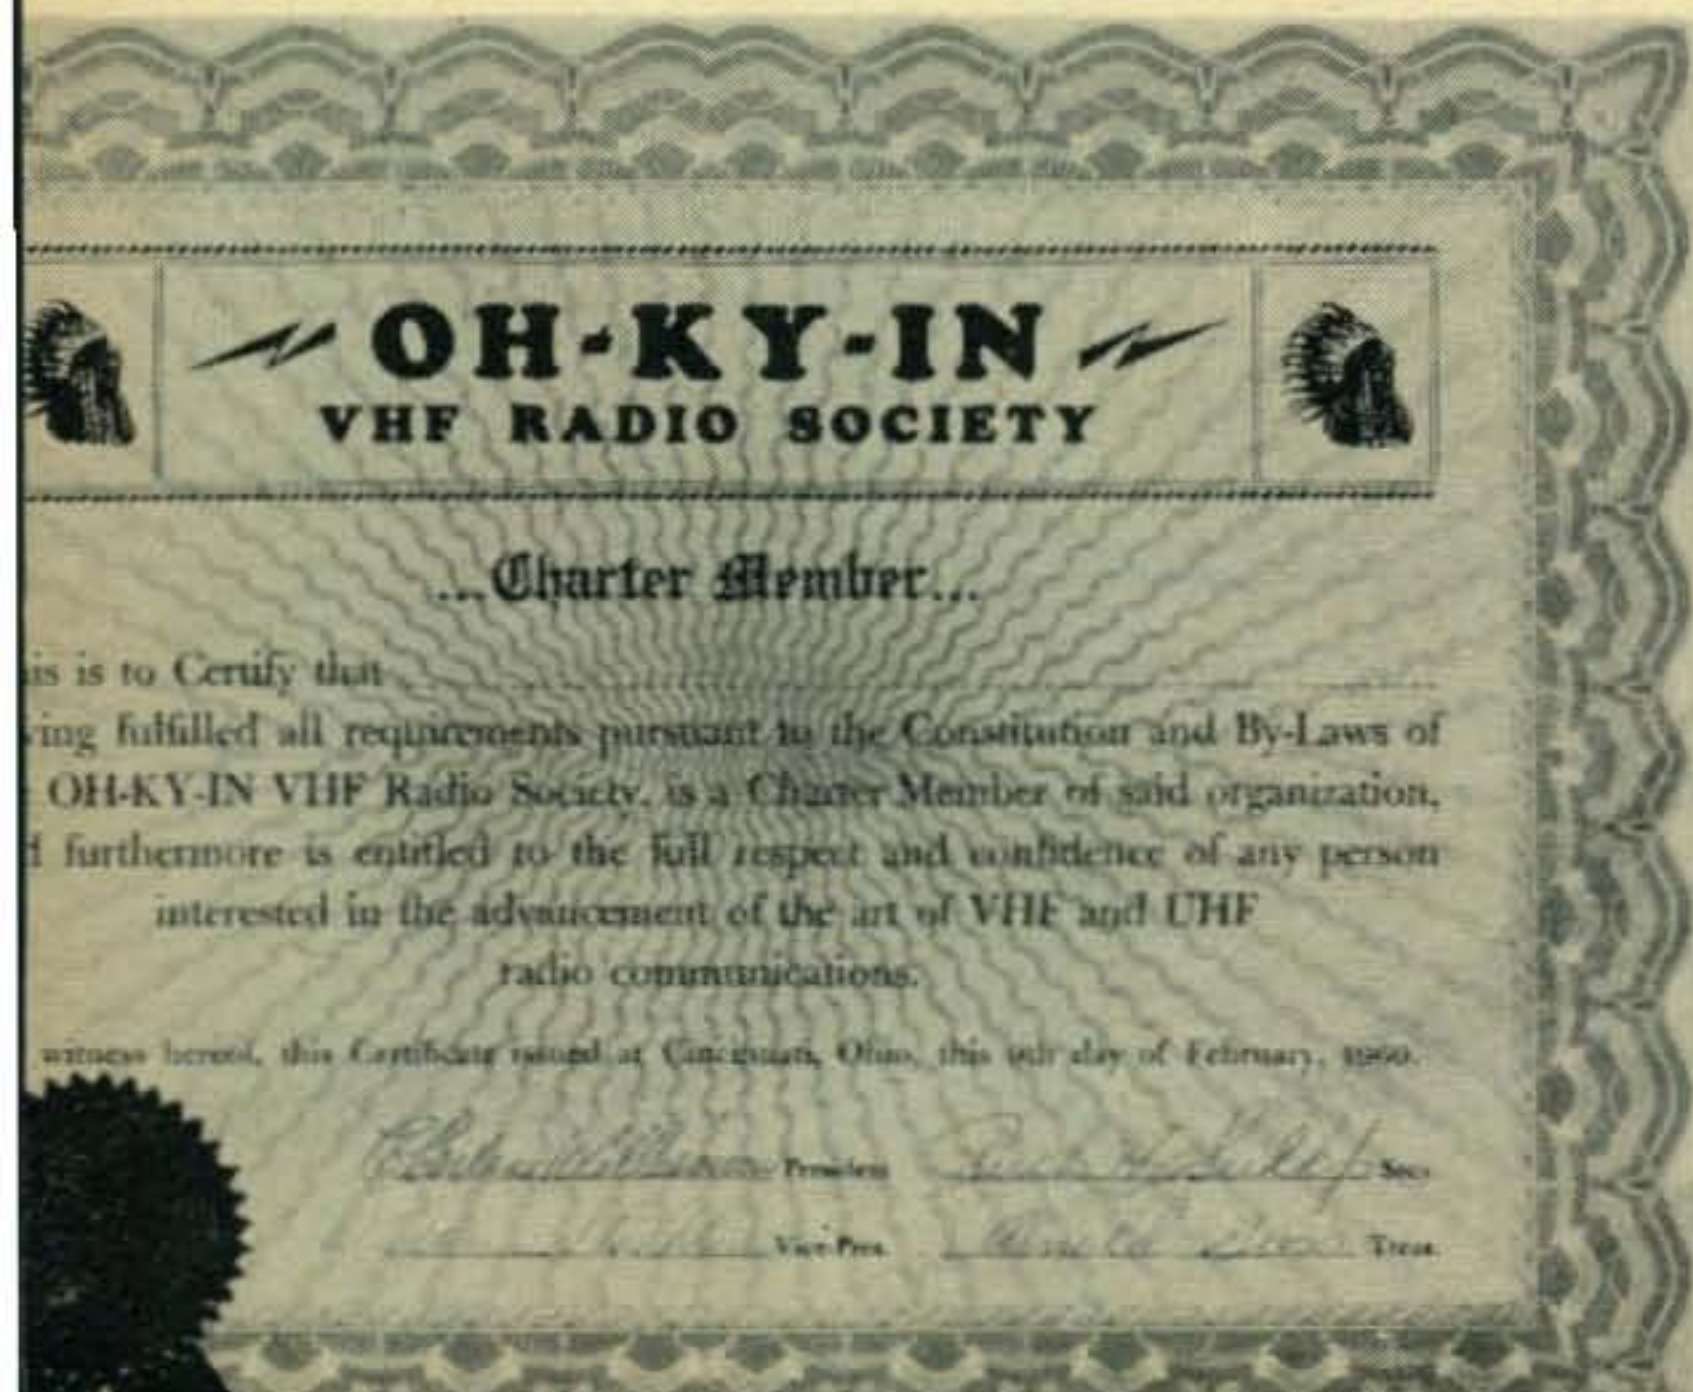 OH-KY-IN
VHF RADIO SOCIETY
...Charter Member...
is is to Certify that
ving fulfilled all requirements pursuant to the Constitution and By-Laws of
OH-KY-IN VHF Radio Society, is a Charter Member of said organization,
d furthermore is entitled to the full respect and confidence of any person
interested in the advancement of the art of VHF and UHF
radio communications.
witness hereof, this Certificate issued at Cincinnati, Ohio, this day of February, 1960.
President Sec.
Vice-Pres. Treas.